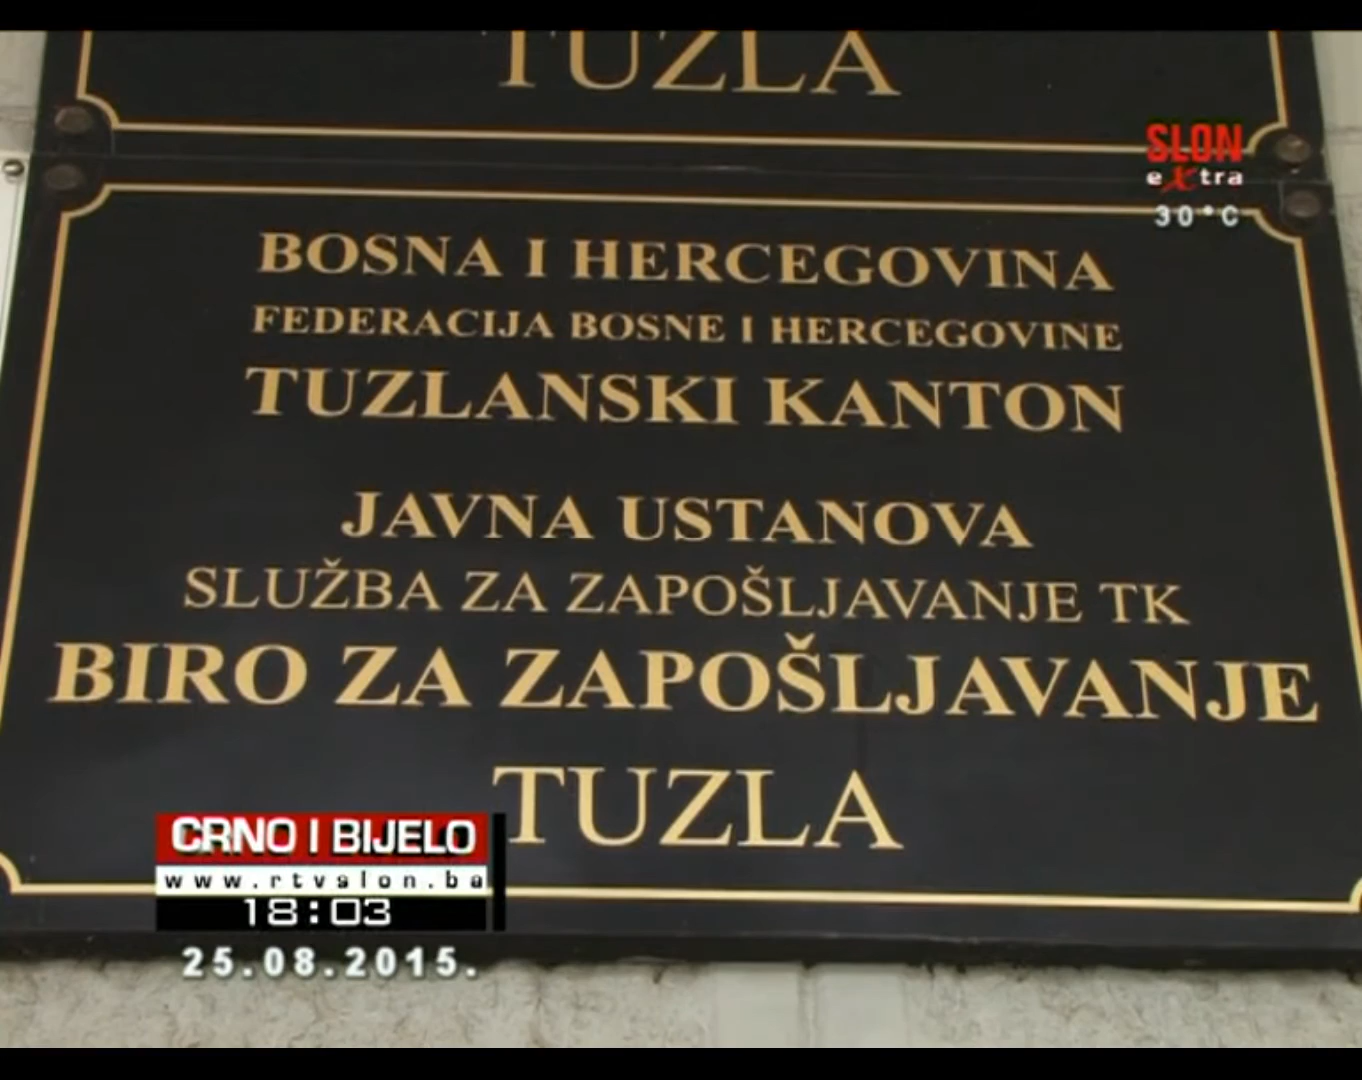 TUZLA
SLON
extra
30°C
BOSNA I HERCEGOVINA
FEDERACIJA BOSNE I HERCEGOVINE
TUZLANSKI KANTON
JAVNA USTANOVA
SLUŽBA ZA ZAPOŠLJAVANJE TK
BIRO ZA ZAPOŠLJAVANJE
TUZLA
CRNO I BIJELO
www.rtvslon.ba
18:03
25.08.2015.